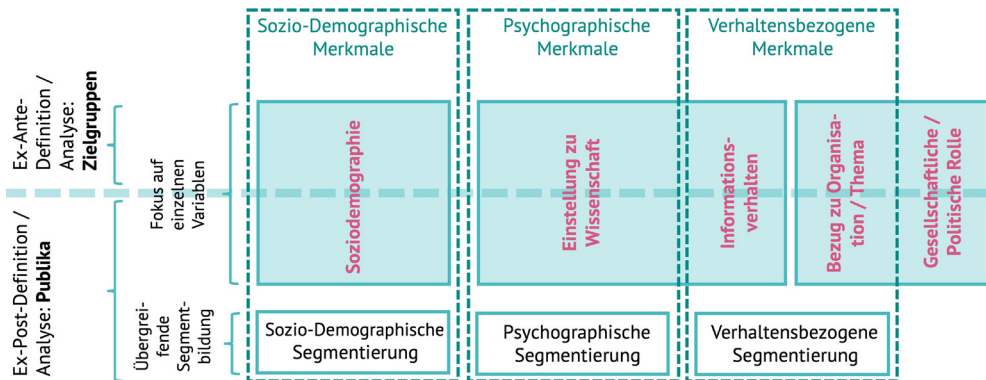 Sozio-Demographische
Merkmale
Psychographische
Merkmale
Verhaltensbezogene
Merkmale
Ex-Ante-
Definition /
Analyse:
Zielgruppen
Ex-Post-Definition /
Analyse: Publika
Fokus auf
einzelnen
Variablen
Soziodemographie
Einstellung zu
Wissenschaft
Informations-
verhalten
Bezug zu Organisa-
tion / Thema
Gesellschaftliche /
Politische Rolle
Übergrei-
fende
Segment-
bildung
Sozio-Demographische
Segmentierung
Psychographische
Segmentierung
Verhaltensbezogene
Segmentierung